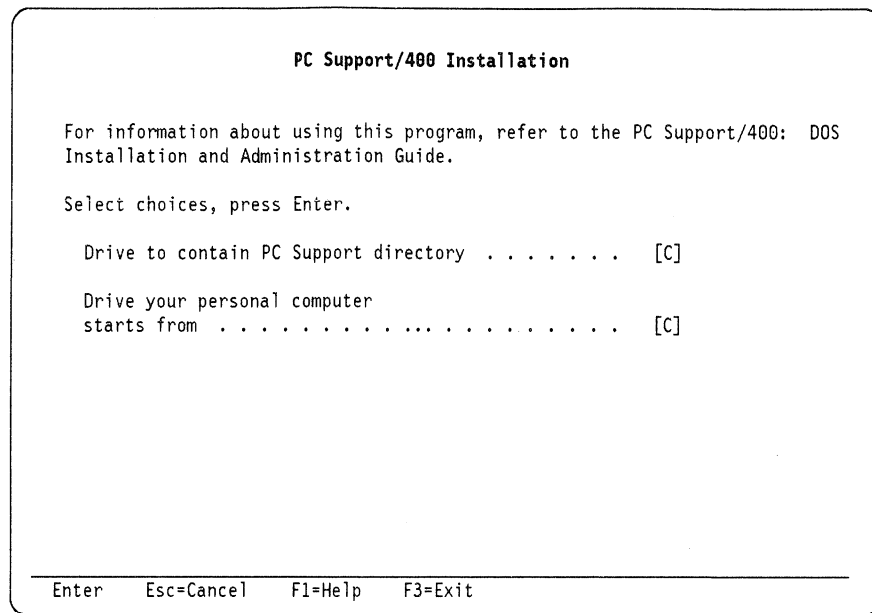 PC Support/400 Installation
For information about using this program, refer to the PC Support/400:  DOS
Installation and Administration Guide.
Select choices, press Enter.
Drive to contain PC Support directory . . . . . . . [C]
Drive your personal computer
starts from . . . . . . . . . ... . . . . . . . . . . [C]
Enter Esc=Cancel F1=Help F3=Exit